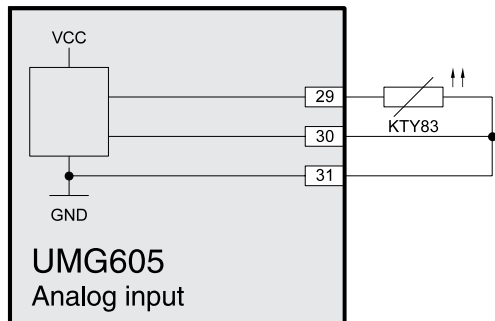 VCC
29
KTY83
30
31
GND
UMG605
Analog input